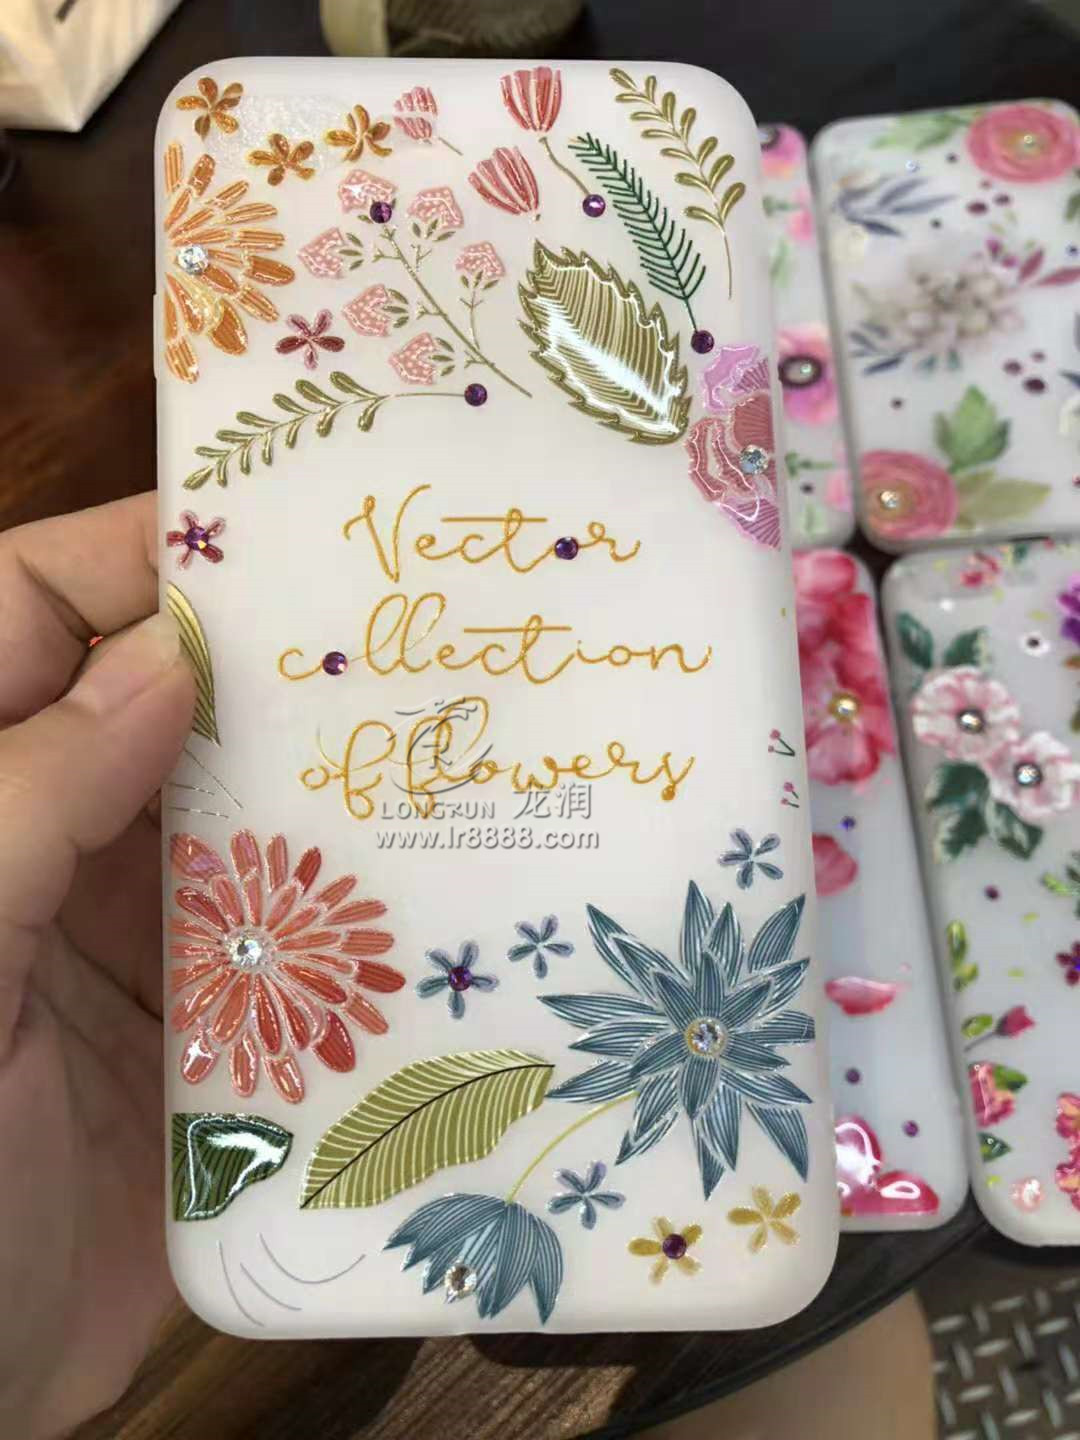 Vector
collection
of flowers
LONGRUN 龙润
www.lr8888.com